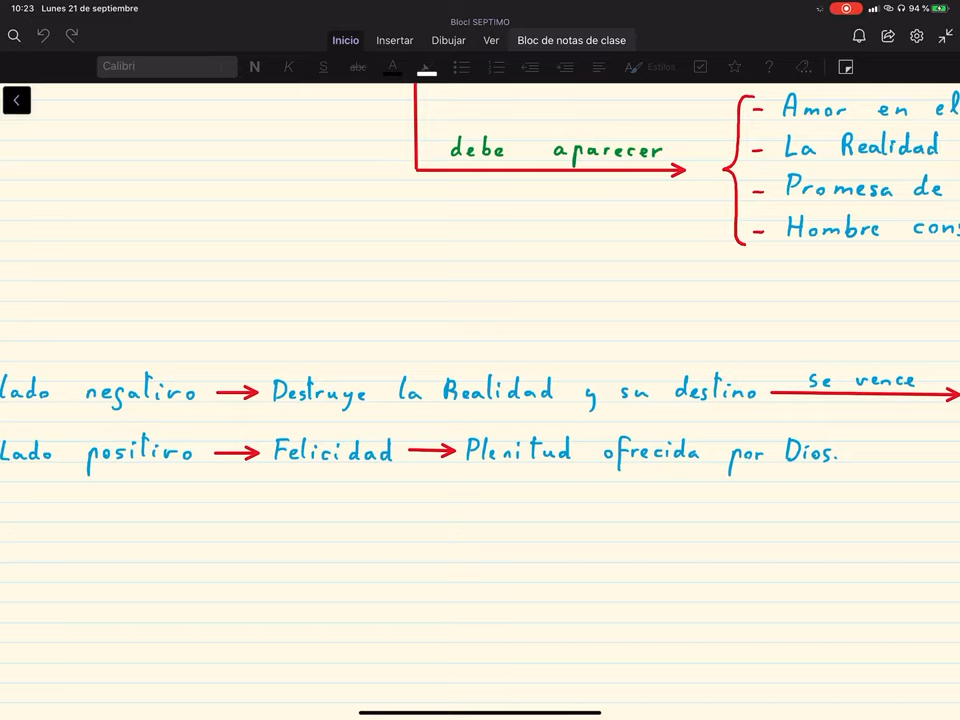 10:23 Lunes 21 de septiembre 94 %
Blocl SEPTIMO
Inicio Insertar Dibujar Ver Bloc de notas de clase
Calibri N K S abc A Estilos
- Amor en el
debe aparecer
- La Realidad
- Promesa de
- Hombre cons
lado negativo → Destruye la Realidad y su destino se vence →
Lado positivo → Felicidad → Plenitud ofrecida por Dios.